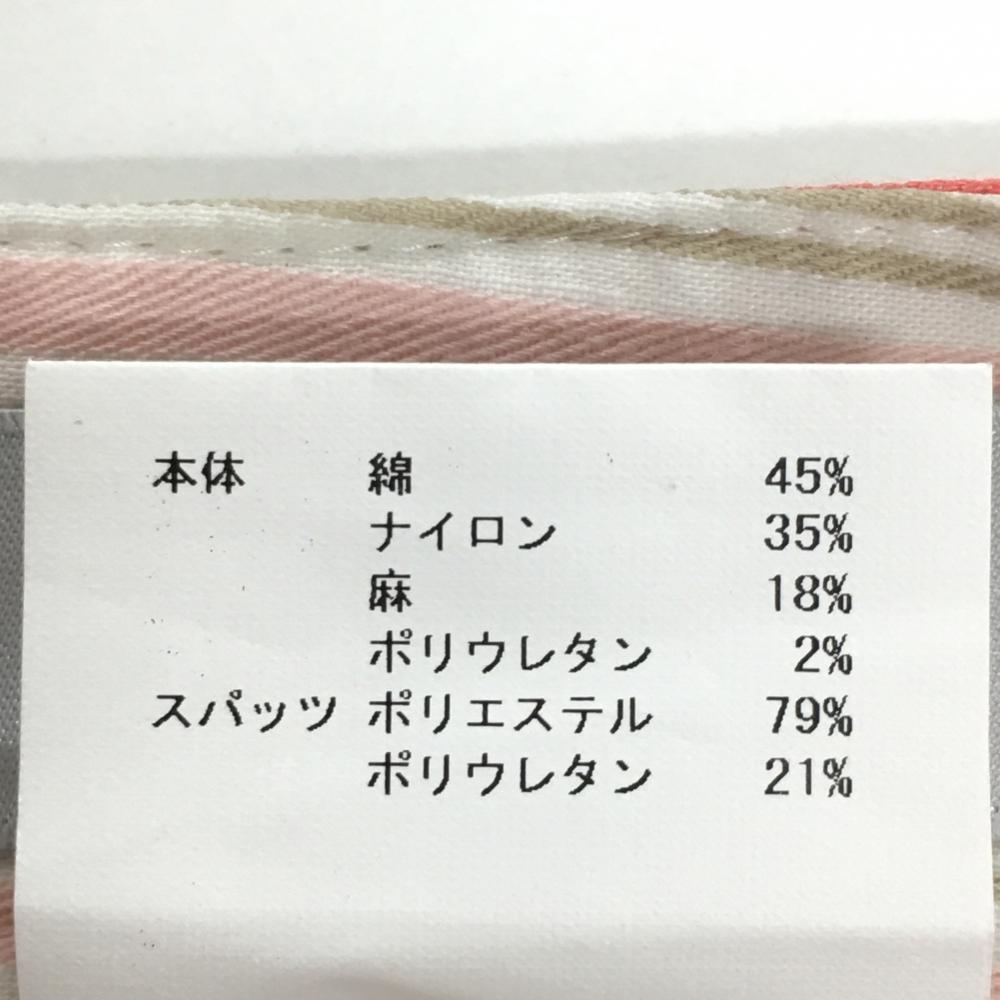 本体 綿 45%
ナイロン 35%
麻 18%
ポリウレタン 2%
スパッツ ポリエステル 79%
ポリウレタン 21%